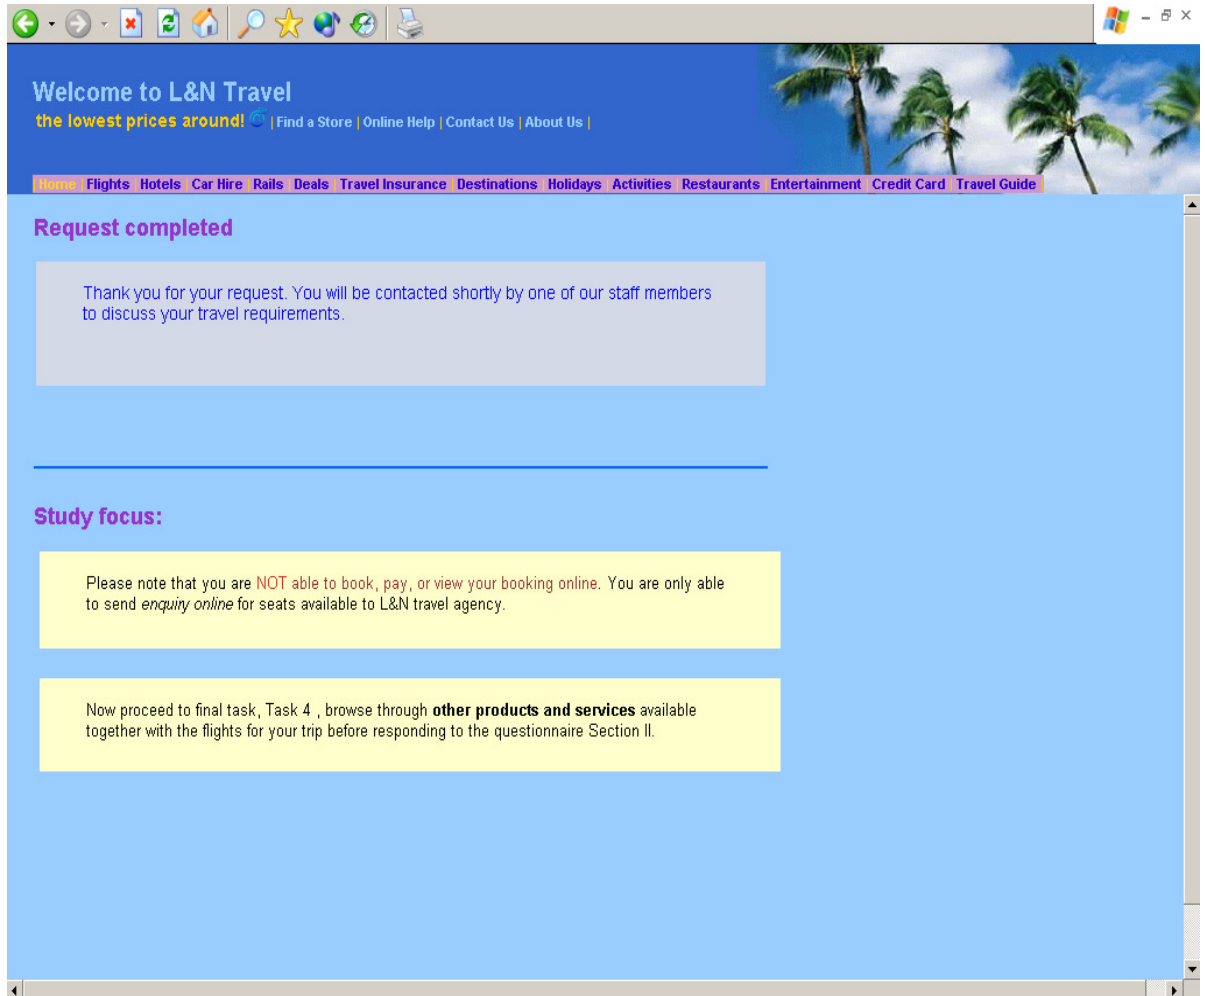 Welcome to L&N Travel
the lowest prices around! | Find a Store | Online Help | Contact Us | About Us |
| Home | Flights | Hotels | Car Hire | Rails | Deals | Travel Insurance | Destinations | Holidays | Activities | Restaurants | Entertainment | Credit Card | Travel Guide |
Request completed
Thank you for your request. You will be contacted shortly by one of our staff members
to discuss your travel requirements.
Study focus:
Please note that you are NOT able to book, pay, or view your booking online. You are only able
to send enquiry online for seats available to L&N travel agency.
Now proceed to final task, Task 4 , browse through other products and services available
together with the flights for your trip before responding to the questionnaire Section II.